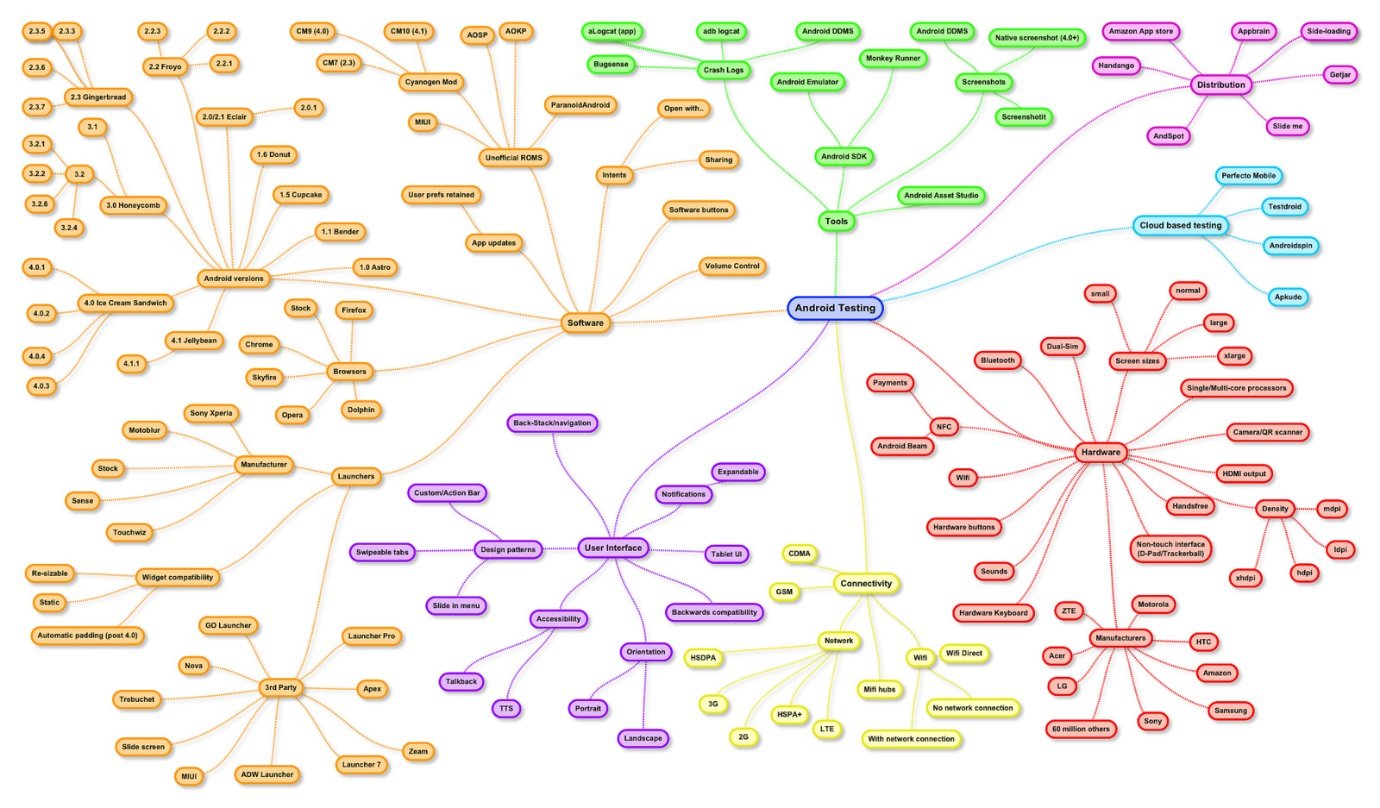 Android Testing
Software
Android versions
2.3 Gingerbread
2.3.5
2.3.3
2.3.6
2.3.7
2.2 Froyo
2.2.3
2.2.2
2.2.1
2.0/2.1 Eclair
2.0.1
1.6 Donut
1.5 Cupcake
1.1 Bender
1.0 Astro
3.0 Honeycomb
3.1
3.2
3.2.1
3.2.2
3.2.6
3.2.4
4.0 Ice Cream Sandwich
4.0.1
4.0.2
4.0.4
4.0.3
4.1 Jellybean
4.1.1
Unofficial ROMS
Cyanogen Mod
CM9 (4.0)
CM10 (4.1)
CM7 (2.3)
AOSP
AOKP
ParanoidAndroid
MIUI
App updates
User prefs retained
Intents
Open with..
Sharing
Software buttons
Volume Control
Browsers
Stock
Firefox
Chrome
Skyfire
Opera
Dolphin
Launchers
Manufacturer
Sony Xperia
Motoblur
Stock
Sense
Touchwiz
Widget compatibility
Re-sizable
Static
Automatic padding (post 4.0)
3rd Party
GO Launcher
Launcher Pro
Nova
Apex
Trebuchet
Slide screen
MIUI
ADW Launcher
Launcher 7
Zeam
Tools
Crash Logs
aLogcat (app)
adb logcat
Android DDMS
Bugsense
Android SDK
Android Emulator
Monkey Runner
Screenshots
Android DDMS
Native screenshot (4.0+)
Screenshotit
Android Asset Studio
Distribution
Amazon App store
Appbrain
Side-loading
Handango
Getjar
AndSpot
Slide me
Cloud based testing
Perfecto Mobile
Testdroid
Androidspin
Apkudo
Hardware
Screen sizes
small
normal
large
xlarge
Bluetooth
Dual-Sim
Single/Multi-core processors
Camera/QR scanner
HDMI output
Handsfree
Density
mdpi
ldpi
hdpi
xhdpi
Non-touch interface
(D-Pad/Trackerball)
NFC
Payments
Android Beam
Wifi
Hardware buttons
Sounds
Hardware Keyboard
Manufacturers
ZTE
Motorola
HTC
Acer
Amazon
LG
Samsung
Sony
60 million others
Connectivity
CDMA
GSM
Network
HSDPA
3G
2G
HSPA+
LTE
Mifi hubs
Wifi
Wifi Direct
No network connection
With network connection
User Interface
Back-Stack/navigation
Notifications
Expandable
Tablet UI
Backwards compatibility
Design patterns
Custom/Action Bar
Swipeable tabs
Slide in menu
Accessibility
Talkback
TTS
Orientation
Portrait
Landscape